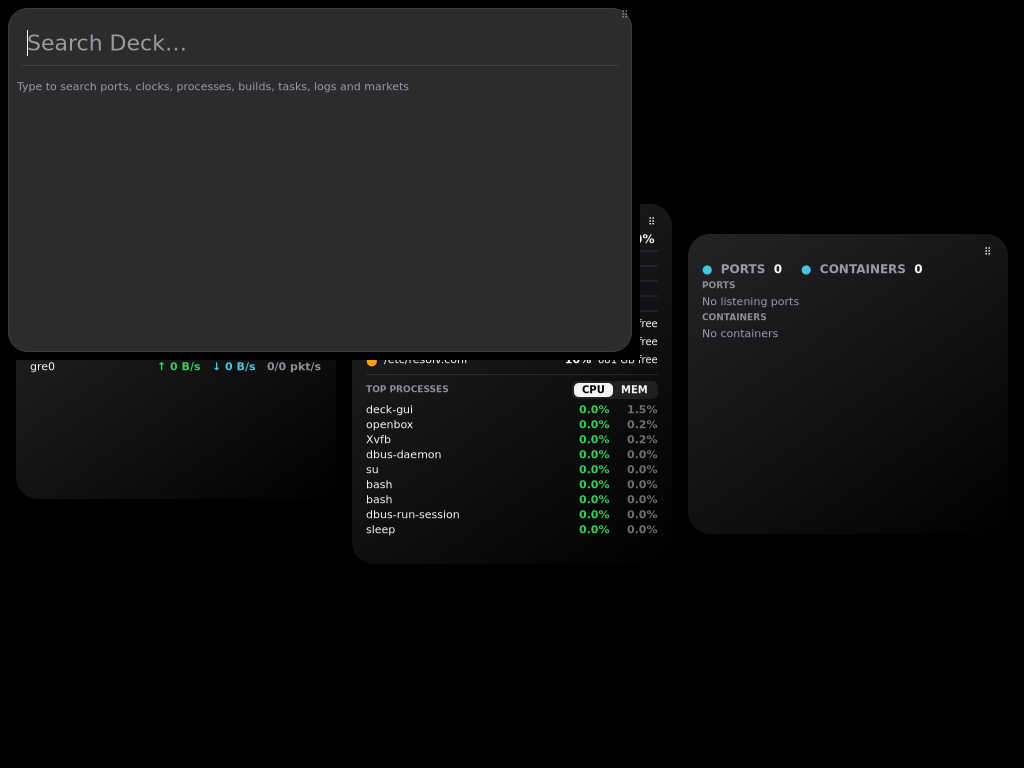 Search Deck...
Type to search ports, clocks, processes, builds, tasks, logs and markets
gre0 ↑ 0 B/s ↓ 0 B/s 0/0 pkt/s
free
free
free
TOP PROCESSES CPU MEM
deck-gui 0.0% 1.5%
openbox 0.0% 0.2%
Xvfb 0.0% 0.2%
dbus-daemon 0.0% 0.0%
su 0.0% 0.0%
bash 0.0% 0.0%
bash 0.0% 0.0%
dbus-run-session 0.0% 0.0%
sleep 0.0% 0.0%
PORTS 0 CONTAINERS 0
PORTS
No listening ports
CONTAINERS
No containers